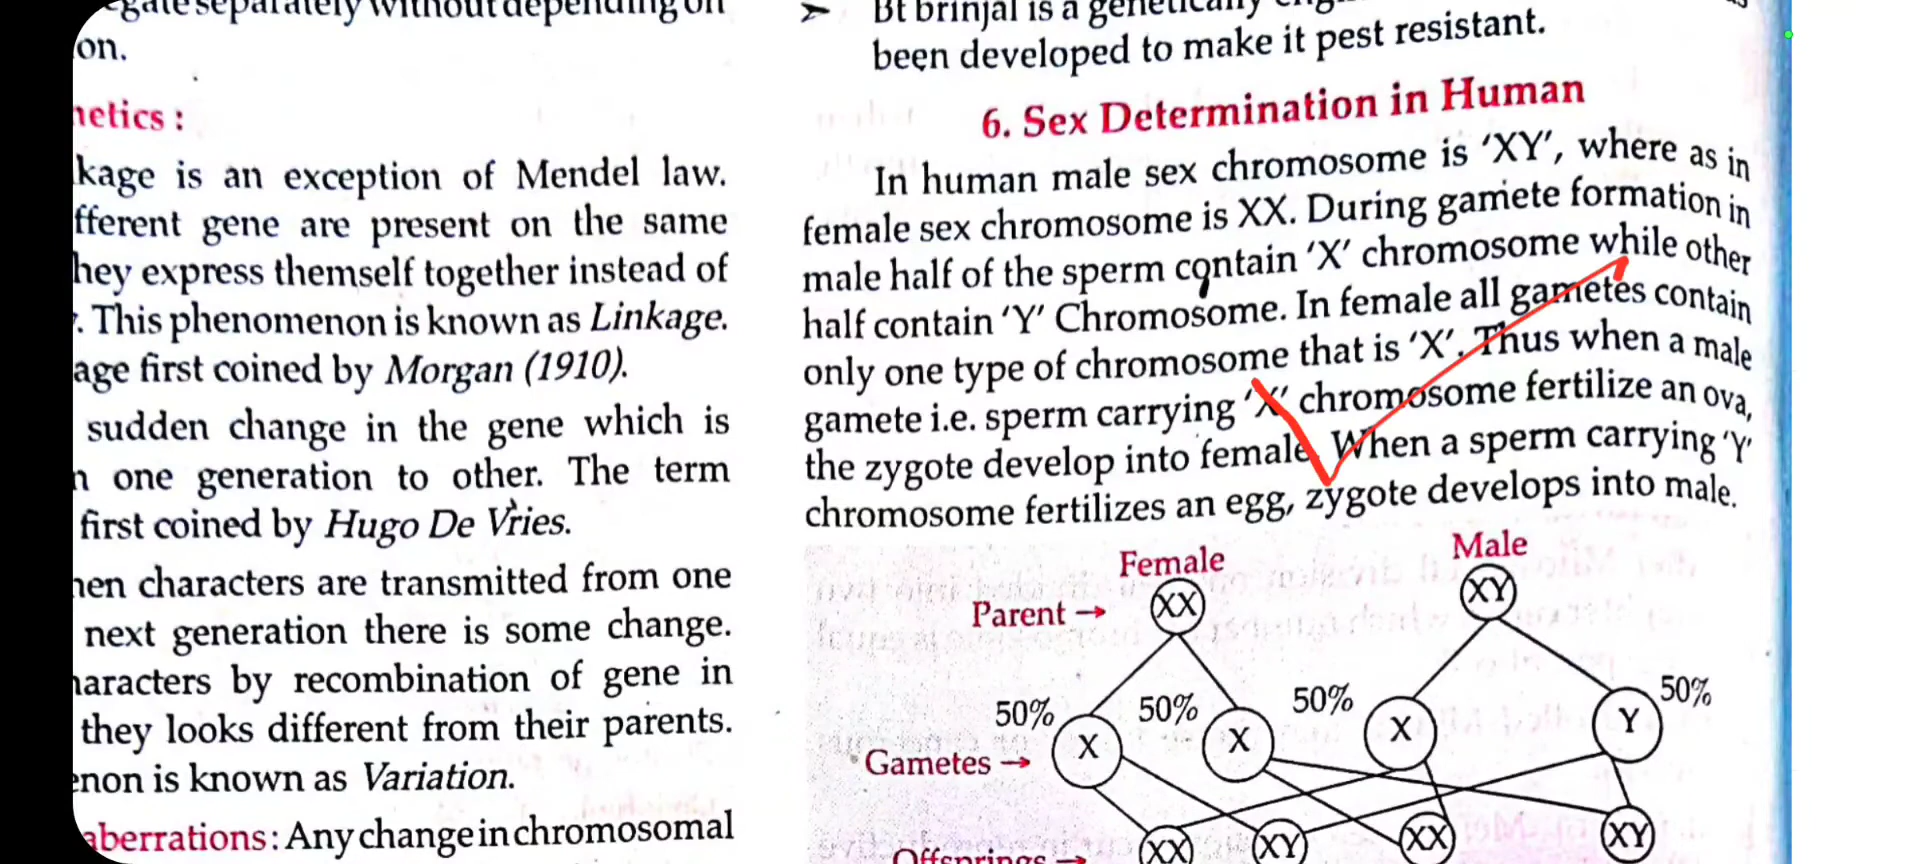 gate separately without depending on
on.
netics :
kage is an exception of Mendel law.
fferent gene are present on the same
hey express themself together instead of
. This phenomenon is known as Linkage.
age first coined by Morgan (1910).
sudden change in the gene which is
n one generation to other. The term
first coined by Hugo De Vries.
hen characters are transmitted from one
next generation there is some change.
haracters by recombination of gene in
they looks different from their parents.
enon is known as Variation.
aberrations: Any change in chromosomal
➤ Bt brinjal is a genetically
been developed to make it pest resistant.
6. Sex Determination in Human
In human male sex chromosome is 'XY', where as in
female sex chromosome is XX. During gamete formation in
male half of the sperm contain 'X' chromosome while other
half contain 'Y' Chromosome. In female all gametes contain
only one type of chromosome that is 'X'. Thus when a male
gamete i.e. sperm carrying 'X' chromosome fertilize an ova,
the zygote develop into female. When a sperm carrying 'Y'
chromosome fertilizes an egg, zygote develops into male.
Female Male
Parent → XX XY
50% 50% 50% 50%
Gametes → X X X Y
Offsprings → XX XY XX XY